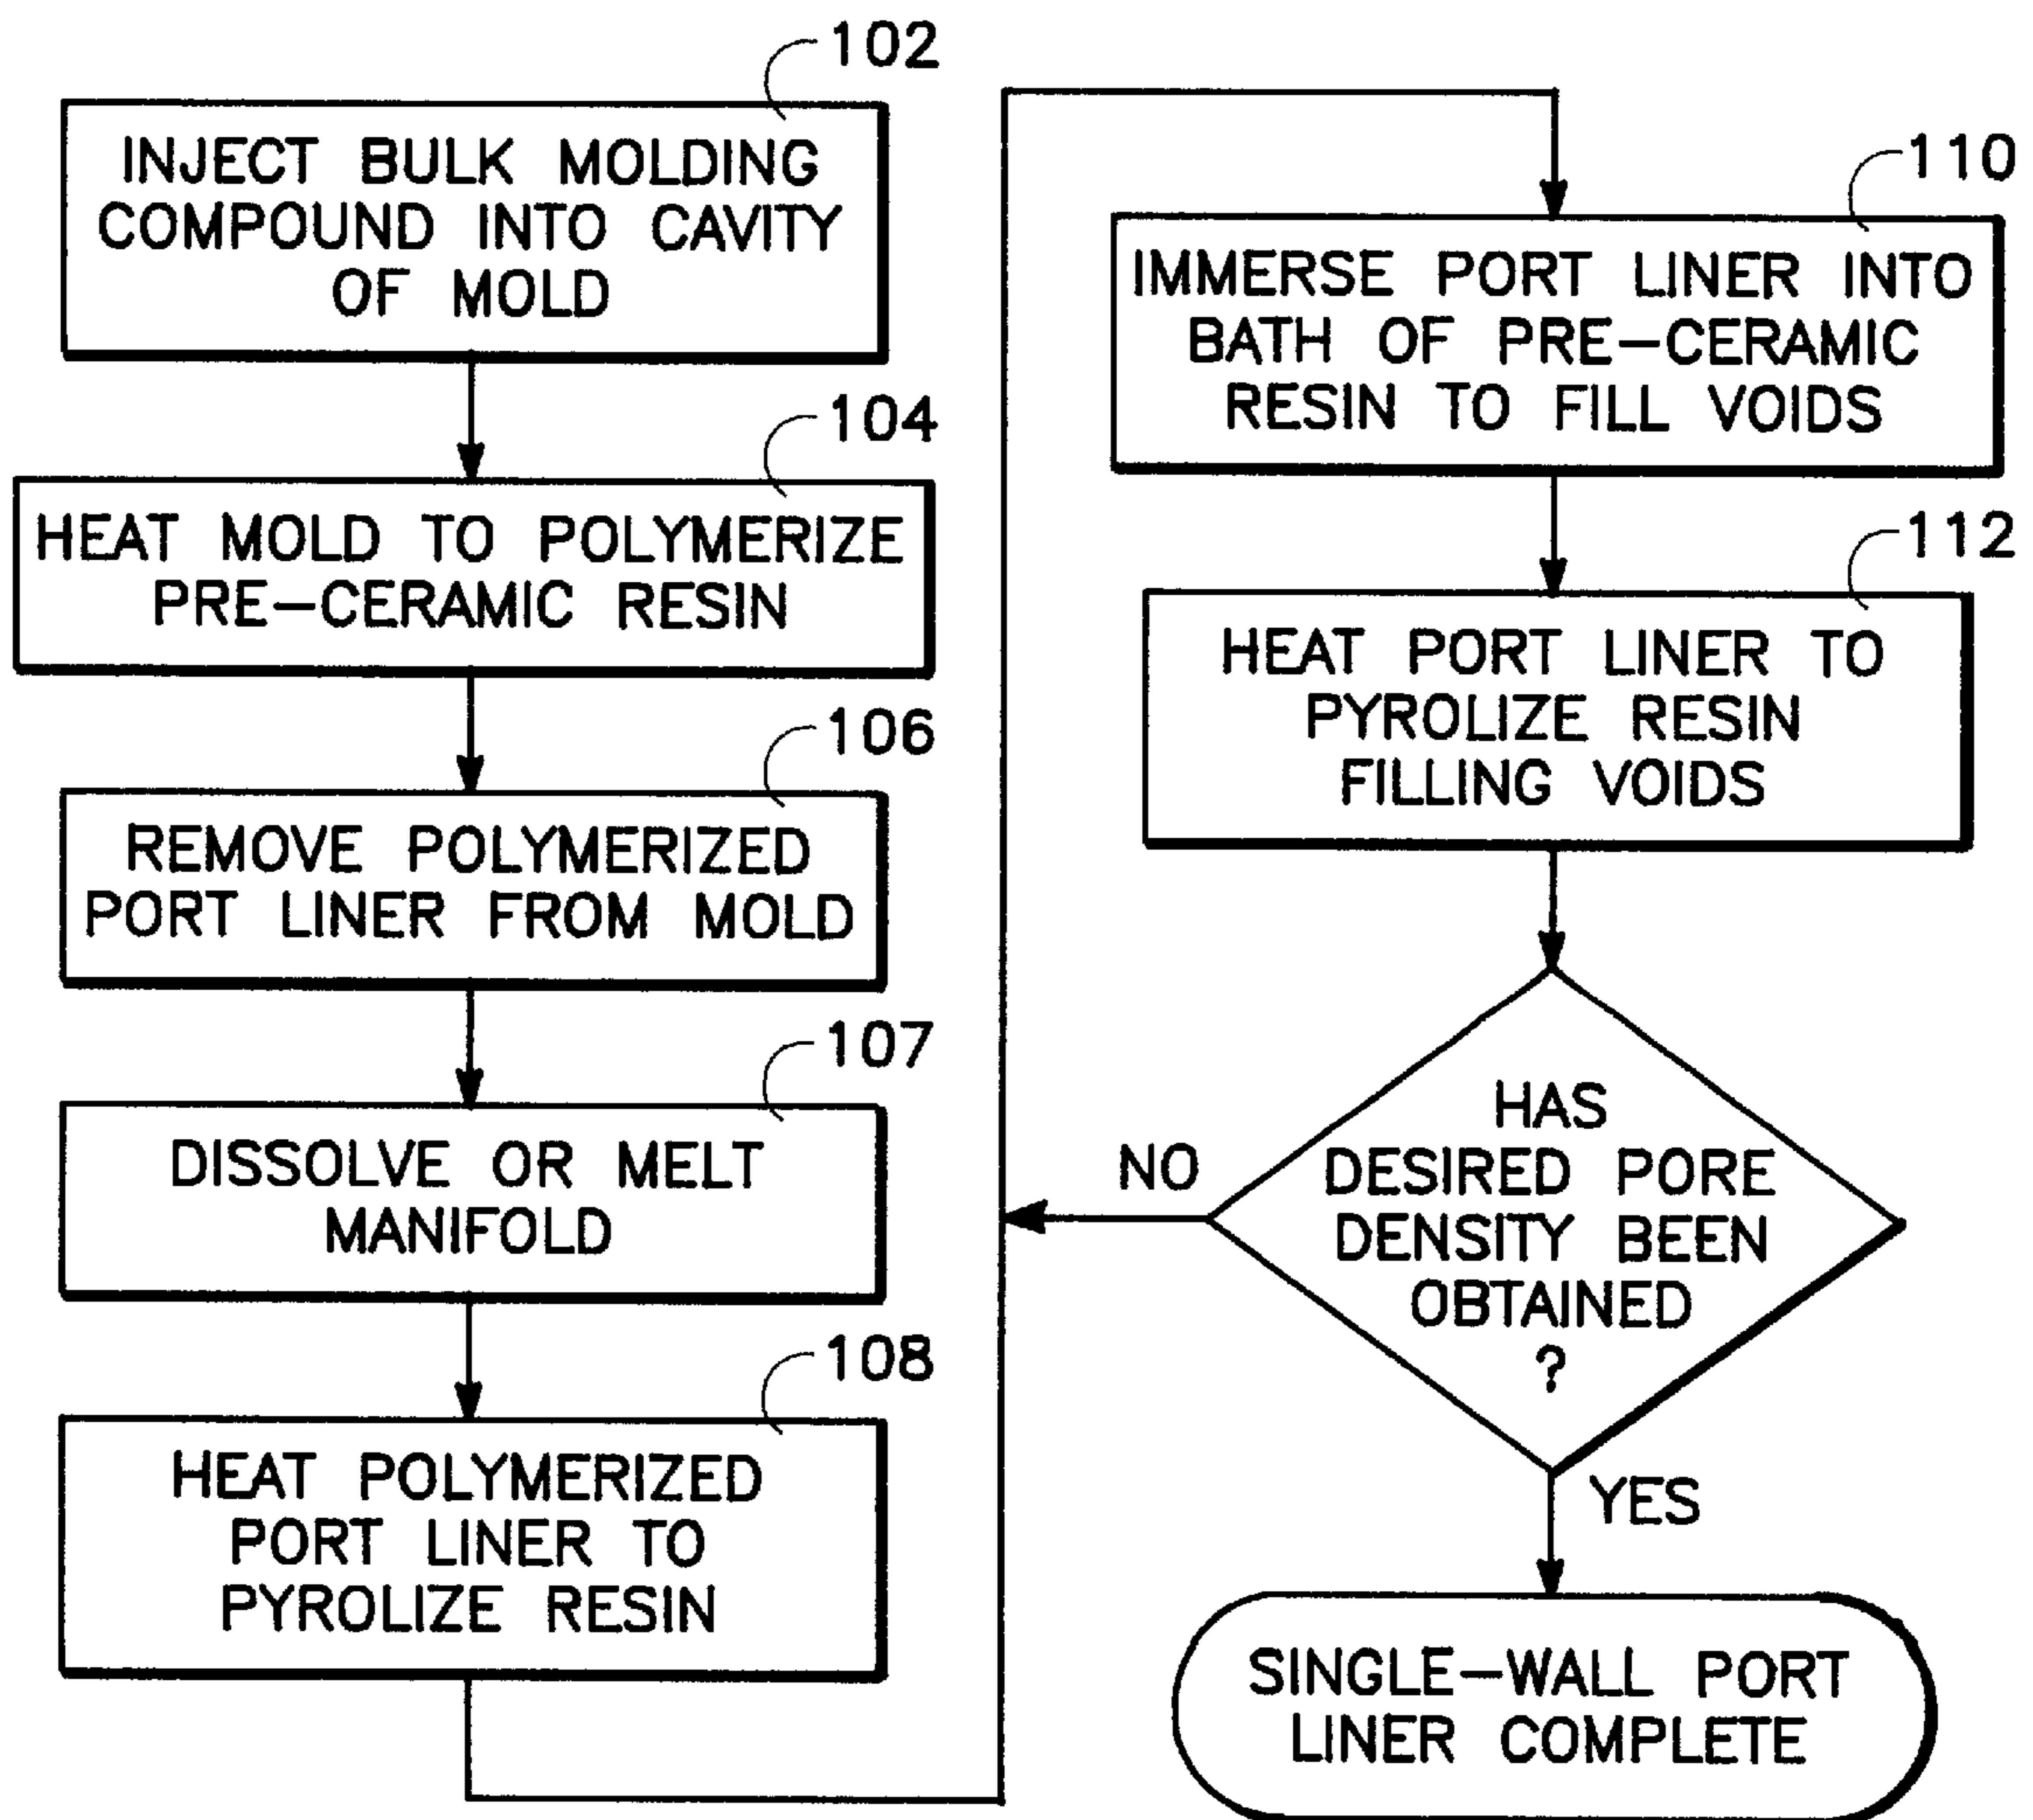 102
INJECT BULK MOLDING
COMPOUND INTO CAVITY
OF MOLD
104
HEAT MOLD TO POLYMERIZE
PRE-CERAMIC RESIN
106
REMOVE POLYMERIZED
PORT LINER FROM MOLD
107
DISSOLVE OR MELT
MANIFOLD
108
HEAT POLYMERIZED
PORT LINER TO
PYROLIZE RESIN
110
IMMERSE PORT LINER INTO
BATH OF PRE-CERAMIC
RESIN TO FILL VOIDS
112
HEAT PORT LINER TO
PYROLIZE RESIN
FILLING VOIDS
HAS
DESIRED PORE
DENSITY BEEN
OBTAINED
?
NO
YES
SINGLE-WALL PORT
LINER COMPLETE